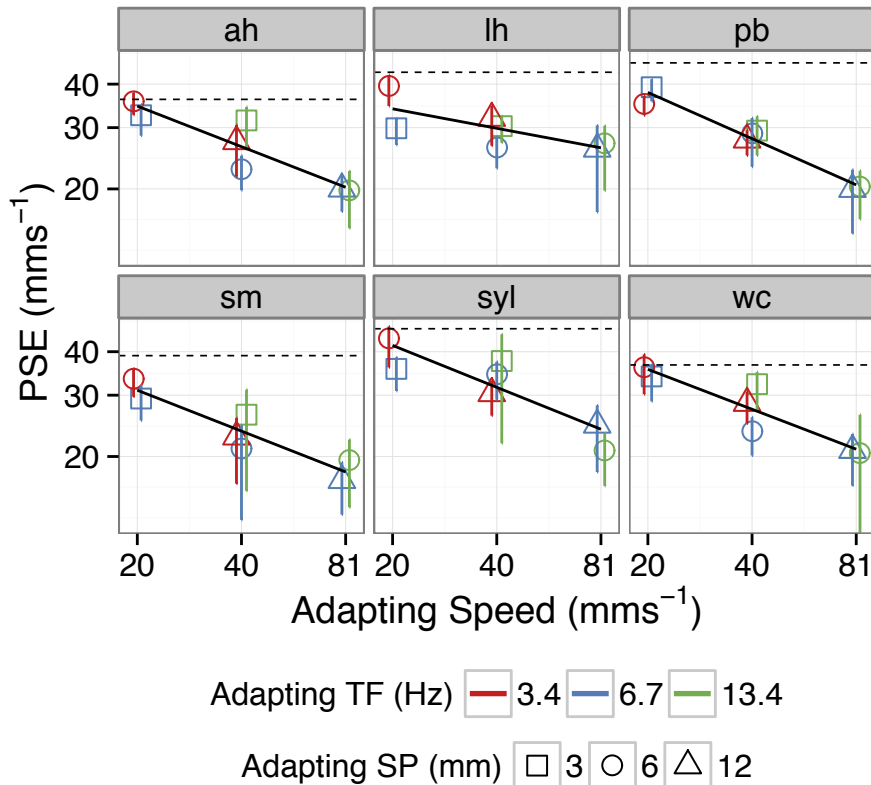 ah lh pb
40
30
20
sm syl wc
40
30
20
PSE (mms⁻¹)
20 40 81 20 40 81 20 40 81
Adapting Speed (mms⁻¹)
Adapting TF (Hz) 3.4 6.7 13.4
Adapting SP (mm) 3 6 12